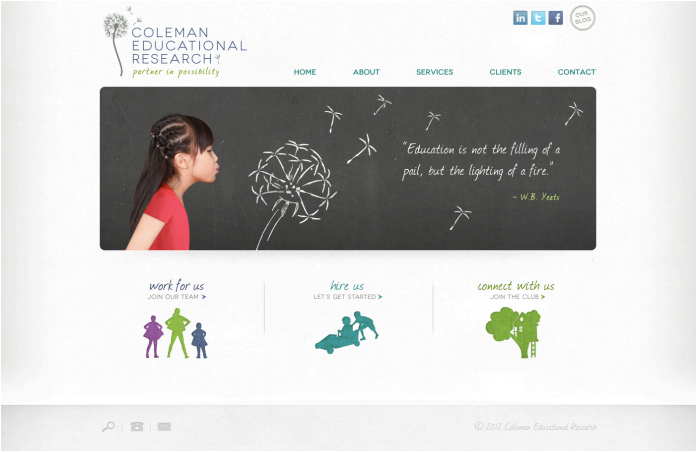 COLEMAN
EDUCATIONAL
RESEARCH
partner in possibility
in
t
f
OUR
BLOG
HOME ABOUT SERVICES CLIENTS CONTACT
"Education is not the filling of a
pail, but the lighting of a fire."
- W.B. Yeats
work for us
JOIN OUR TEAM >
hire us
LET'S GET STARTED >
connect with us
JOIN THE CLUB >
© 2012 Coleman Educational Research